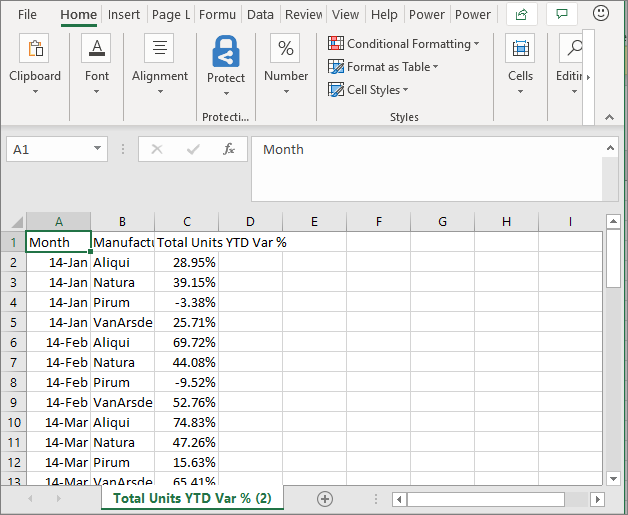 File Home Insert Page L Formu Data Review View Help Power Power
Clipboard Font Alignment Protect Number Conditional Formatting Format as Table Cell Styles Cells Editin
Protecti... Styles
A1 fx Month
A B C D E F G H I
1 Month Manufactu Total Units YTD Var %
2 14-Jan Aliqui 28.95%
3 14-Jan Natura 39.15%
4 14-Jan Pirum -3.38%
5 14-Jan VanArsde 25.71%
6 14-Feb Aliqui 69.72%
7 14-Feb Natura 44.08%
8 14-Feb Pirum -9.52%
9 14-Feb VanArsde 52.76%
10 14-Mar Aliqui 74.83%
11 14-Mar Natura 47.26%
12 14-Mar Pirum 15.63%
13 14-Mar VanArsde 65.41%
Total Units YTD Var % (2)